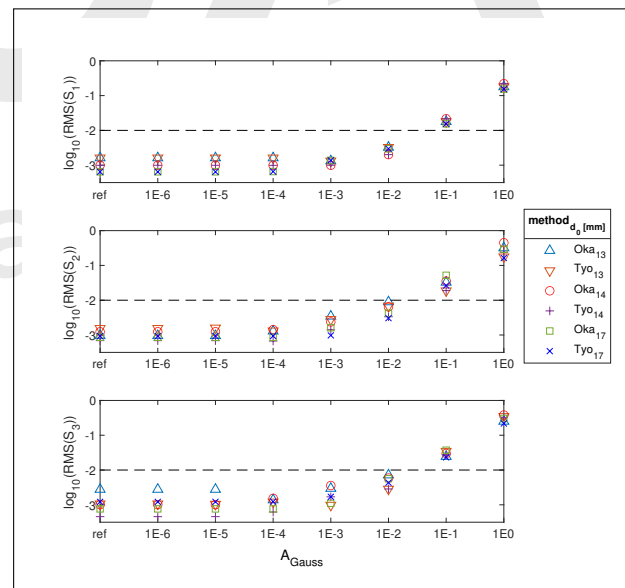 0
-1
-2
-3
log10(RMS(S1))
ref 1E-6 1E-5 1E-4 1E-3 1E-2 1E-1 1E0
0
-1
-2
-3
log10(RMS(S2))
ref 1E-6 1E-5 1E-4 1E-3 1E-2 1E-1 1E0
method d0 [mm]
Oka13
Tyo13
Oka14
Tyo14
Oka17
Tyo17
0
-1
-2
-3
log10(RMS(S3))
ref 1E-6 1E-5 1E-4 1E-3 1E-2 1E-1 1E0
AGauss